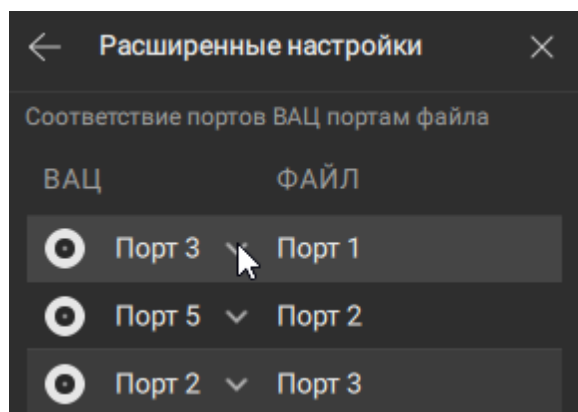 Расширенные настройки
Соответствие портов ВАЦ портам файла
ВАЦ ФАЙЛ
Порт 3 Порт 1
Порт 5 Порт 2
Порт 2 Порт 3